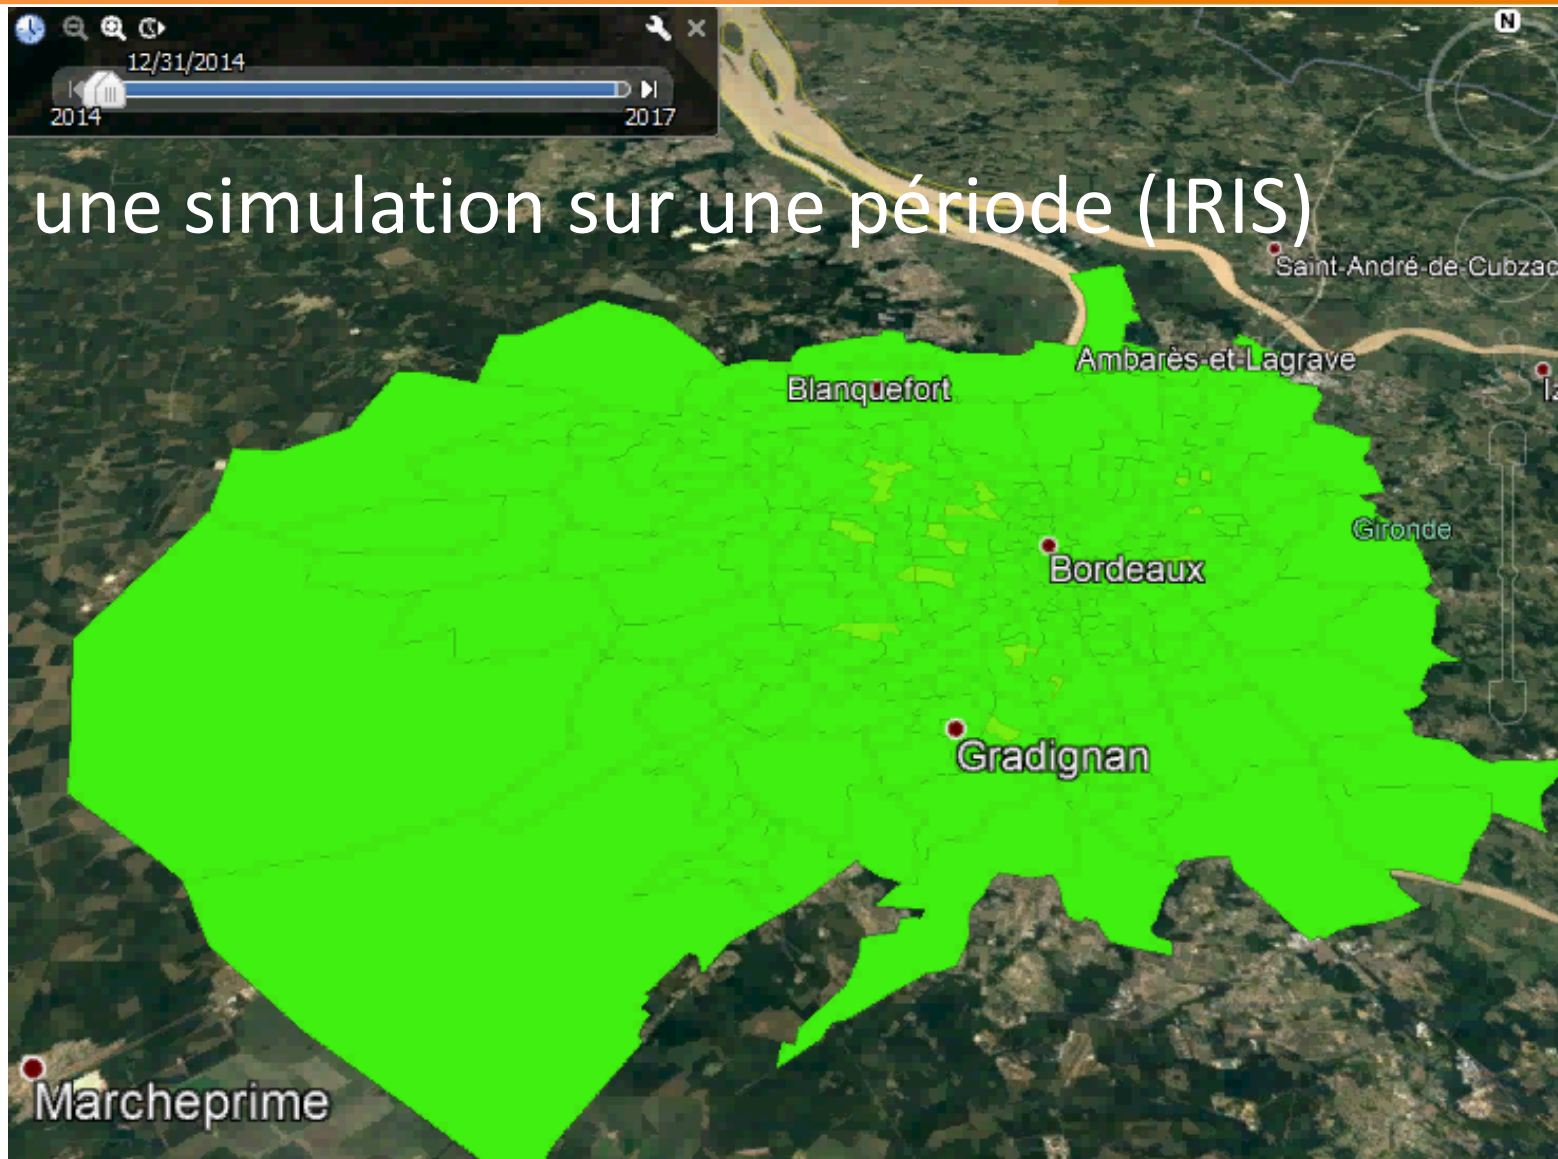 N
12/31/2014
2014
2017
une simulation sur une période (IRIS)
Saint-André-de-Cubzac
Ambarès-et-Lagrave
Blanquefort
Gironde
Bordeaux
Gradignan
Marcheprime